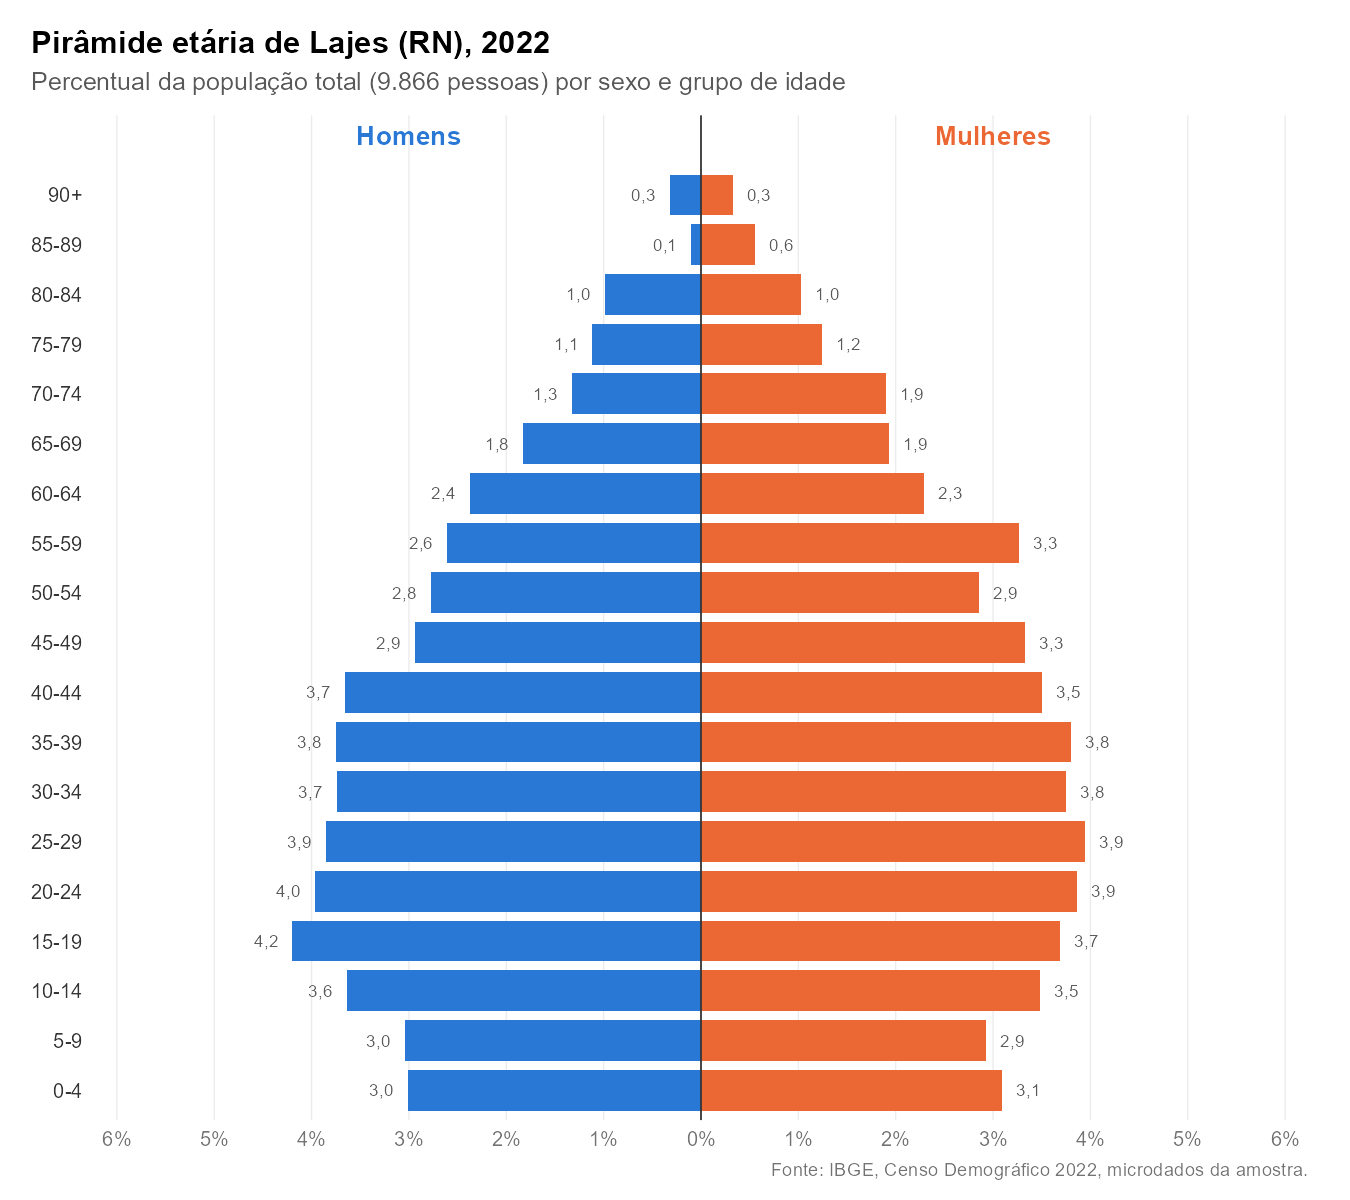 Pirâmide etária de Lajes (RN), 2022
Percentual da população total (9.866 pessoas) por sexo e grupo de idade
Homens Mulheres
90+ 0,3 0,3
85-89 0,1 0,6
80-84 1,0 1,0
75-79 1,1 1,2
70-74 1,3 1,9
65-69 1,8 1,9
60-64 2,4 2,3
55-59 2,6 3,3
50-54 2,8 2,9
45-49 2,9 3,3
40-44 3,7 3,5
35-39 3,8 3,8
30-34 3,7 3,8
25-29 3,9 3,9
20-24 4,0 3,9
15-19 4,2 3,7
10-14 3,6 3,5
5-9 3,0 2,9
0-4 3,0 3,1
6% 5% 4% 3% 2% 1% 0% 1% 2% 3% 4% 5% 6%
Fonte: IBGE, Censo Demográfico 2022, microdados da amostra.